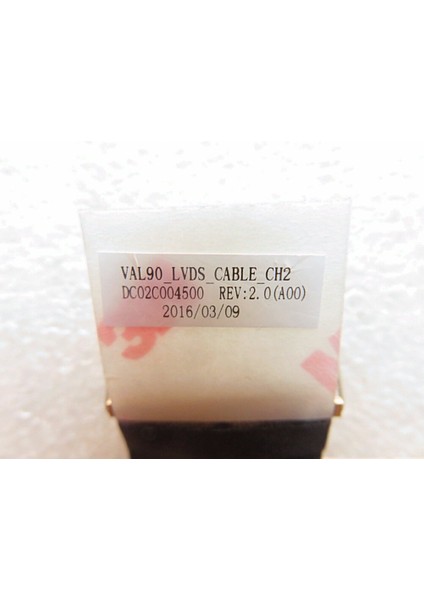 VAL90_LVDS_CABLE_CH2
DC02C004500 REV:2.0(A00)
2016/03/09